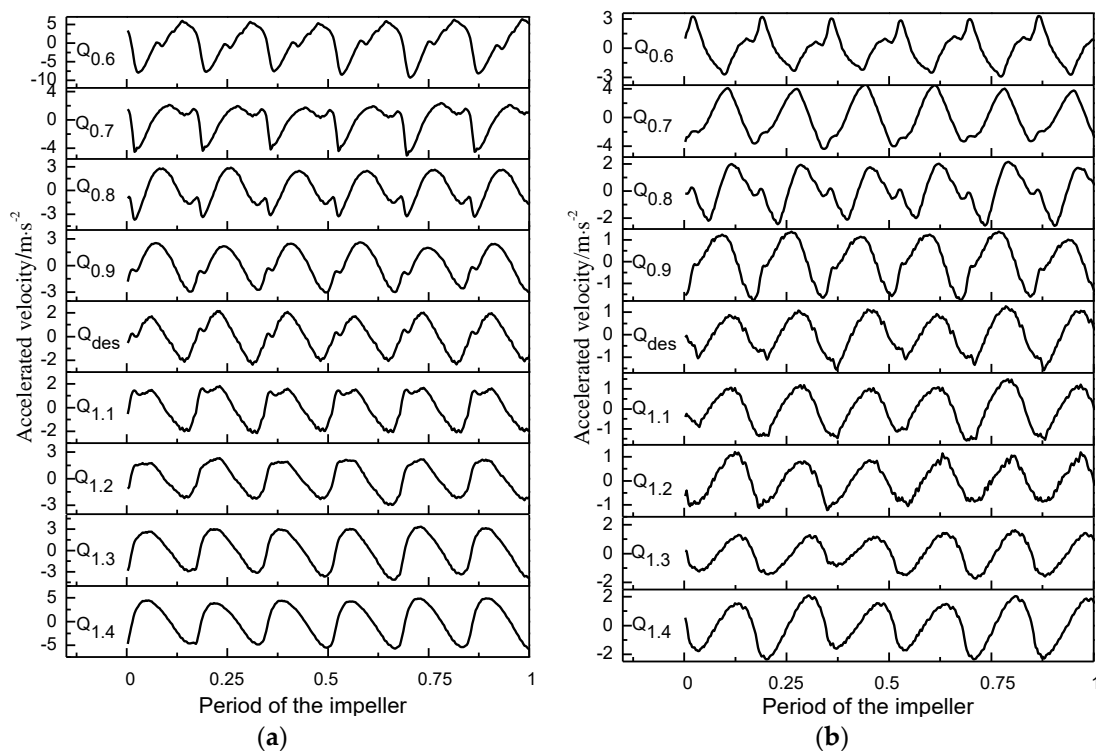 Accelerated velocity/m·s⁻²
Q0.6
5
0
-5
-10
Q0.7
4
0
-4
Q0.8
3
0
-3
Q0.9
3
0
-3
Qdes
2
0
-2
Q1.1
2
0
-2
Q1.2
3
0
-3
Q1.3
3
0
-3
Q1.4
5
0
-5
0 0.25 0.5 0.75 1
Period of the impeller
(a)
Accelerated velocity/m·s⁻²
Q0.6
3
0
-3
Q0.7
4
0
-4
Q0.8
2
0
-2
Q0.9
1
0
-1
Qdes
1
0
-1
Q1.1
1
0
-1
Q1.2
1
0
-1
Q1.3
2
0
-2
Q1.4
2
0
-2
0 0.25 0.5 0.75 1
Period of the impeller
(b)